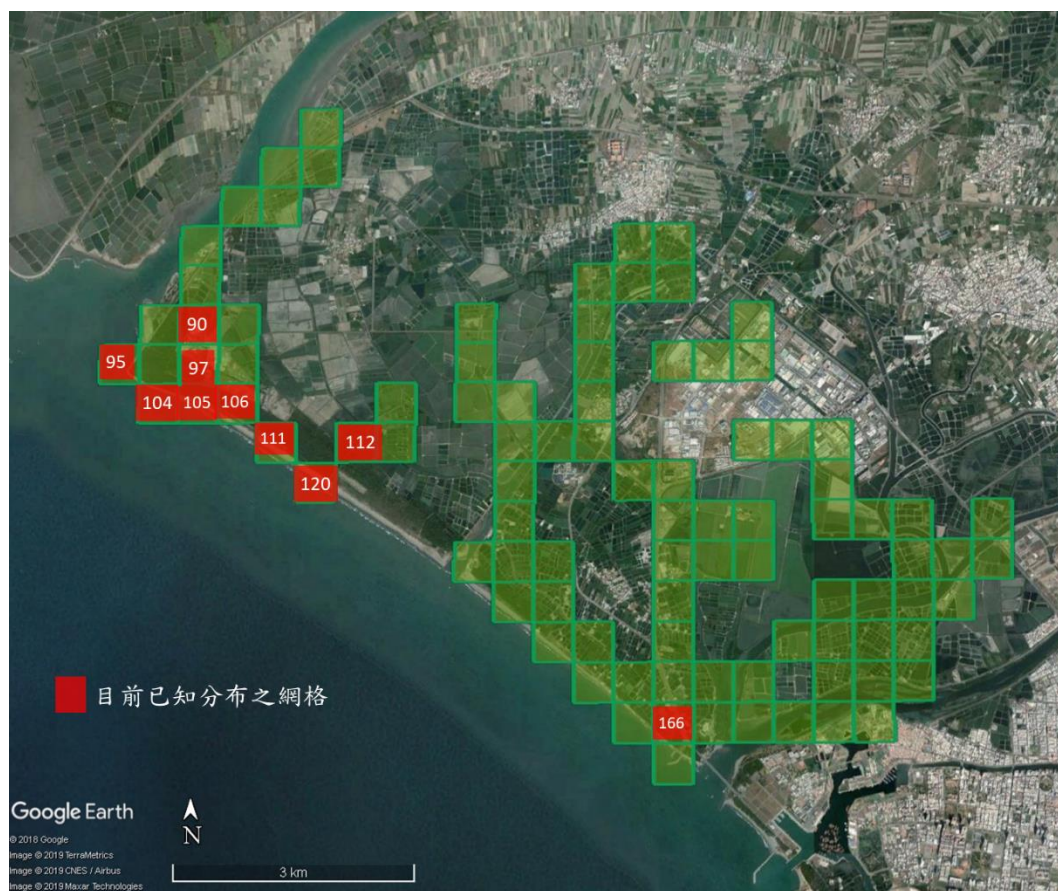 90
95
97
104
105
106
111
112
120
目前已知分布之網格
166
Google Earth
N
© 2018 Google
Image © 2019 TerraMetrics
Image © 2019 CNES / Airbus
Image © 2019 Maxar Technologies
3 km